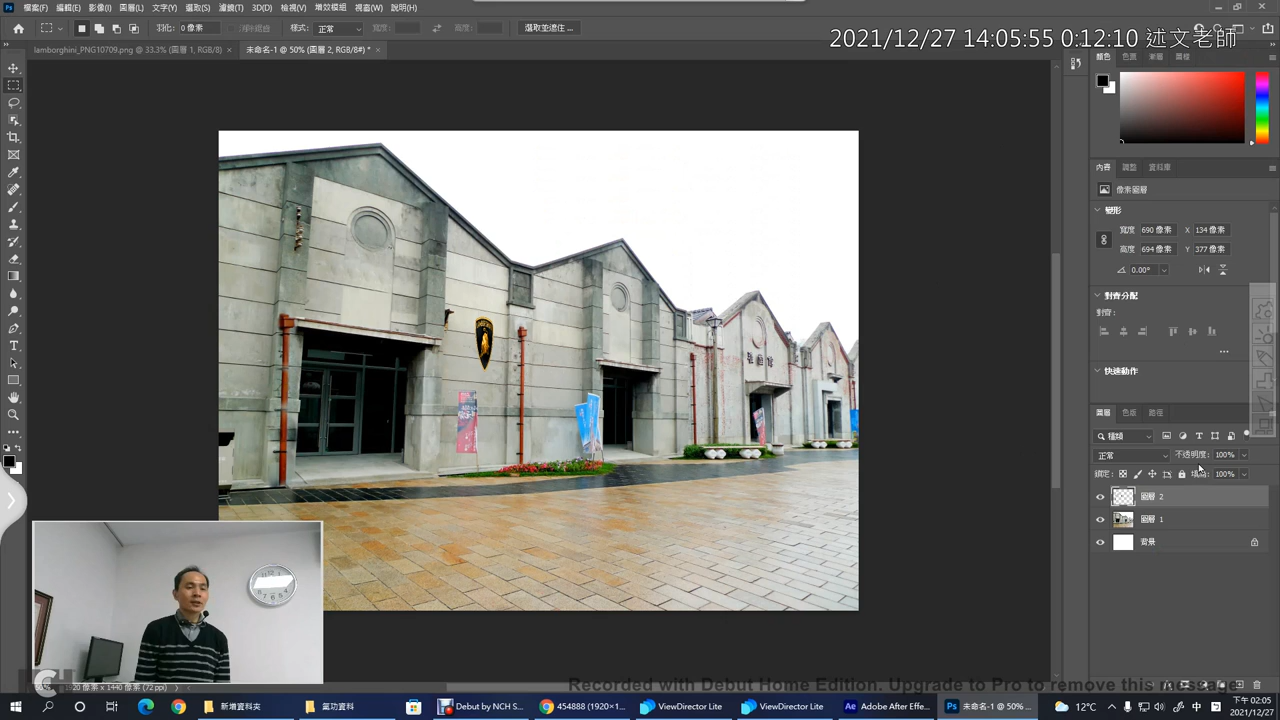 檔案(F) 編輯(E) 影像(I) 圖層(L) 文字(Y) 選取(S) 濾鏡(T) 3D(D) 檢視(V) 增效模組 視窗(W) 說明(H)
羽化: 0 像素 消除鋸齒 樣式: 正常 寬度: 高度: 選取並遮住...
lamborghini_PNG10709.png @ 33.3% (圖層 1, RGB/8) × 未命名-1 @ 50% (圖層 2, RGB/8#) * ×
2021/12/27 14:05:55 0:12:10 述文老師
顏色 色票 漸層 圖樣
內容 調整 資料庫
像素圖層
變形
寬度: 690 像素 X 134 像素
高度: 694 像素 Y 377 像素
0.00°
對齊分配
對齊:
快速動作
圖層 色版 路徑
種類
正常 不透明度: 100%
鎖定: 填滿: 100%
圖層 2
圖層 1
背景
NCH
1920 像素 x 1440 像素 (72 ppi)
Recorded with Debut Home Edition. Upgrade to Pro to remove this message
新增資料夾 氣功資料 Debut by NCH S... 454888 (1920×1... ViewDirector Lite ViewDirector Lite Adobe After Effe... 未命名-1 @ 50% ... 12°C 下午 02:05
2021/12/27